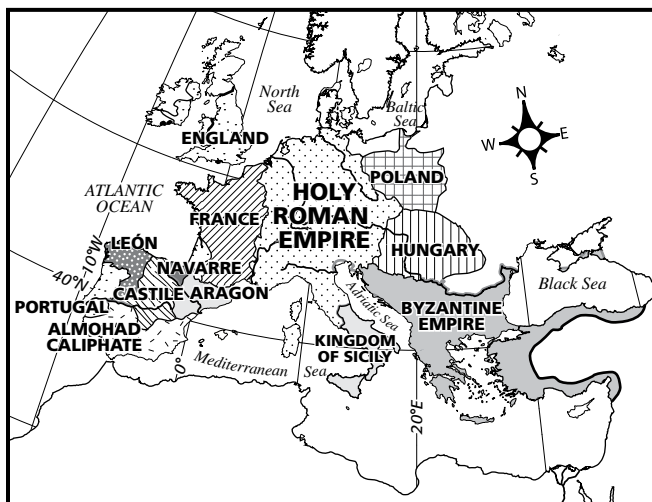 North
Sea
Baltic
Sea
N
W
E
S
ENGLAND
POLAND
HOLY
ROMAN
EMPIRE
ATLANTIC
OCEAN
FRANCE
LEÓN
HUNGARY
NAVARRE
40°N
10°W
CASTILE
ARAGON
Black Sea
PORTUGAL
Adriatic Sea
BYZANTINE
EMPIRE
ALMOHAD
CALIPHATE
KINGDOM
OF SICILY
Mediterranean Sea
0°
20°E